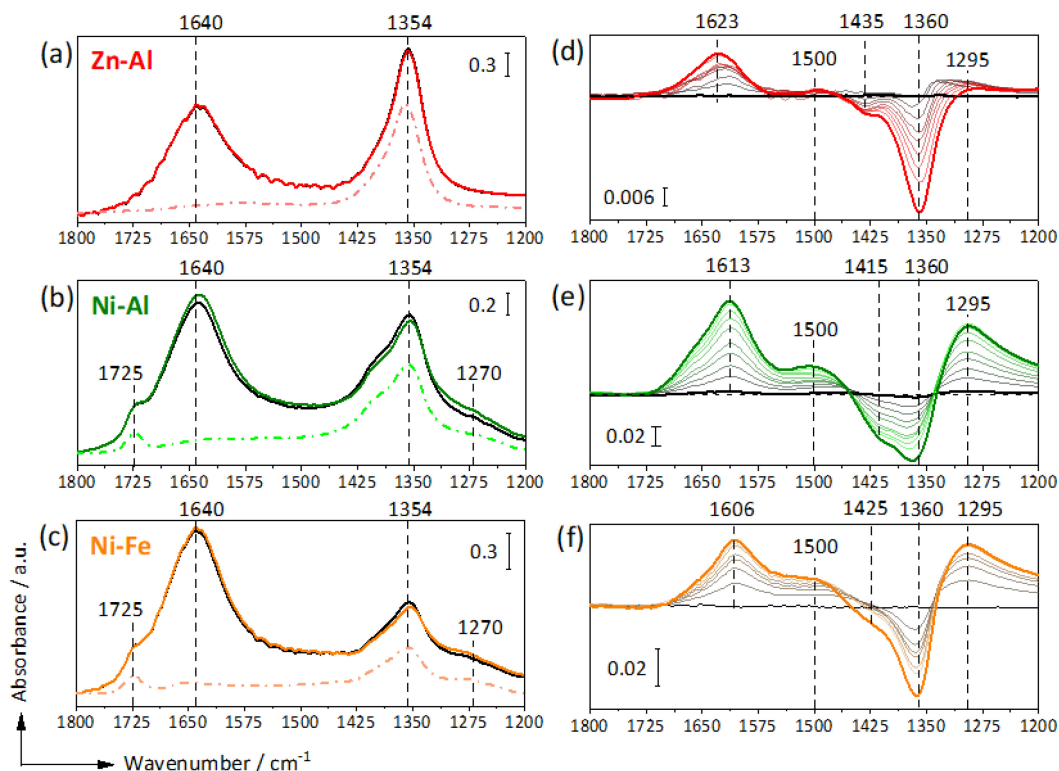 1640 1354
(a) Zn-Al 0.3
1800 1725 1650 1575 1500 1425 1350 1275 1200
1640 1354
(b) Ni-Al 0.2
1725 1270
1800 1725 1650 1575 1500 1425 1350 1275 1200
1640 1354
(c) Ni-Fe 0.3
1725 1270
1800 1725 1650 1575 1500 1425 1350 1275 1200
Absorbance / a.u.
Wavenumber / cm⁻¹
1623 1435 1360
(d) 1500 1295
0.006
1800 1725 1650 1575 1500 1425 1350 1275 1200
1613 1415 1360
(e) 1500 1295
0.02
1800 1725 1650 1575 1500 1425 1350 1275 1200
1606 1425 1360 1295
(f) 1500
0.02
1800 1725 1650 1575 1500 1425 1350 1275 1200